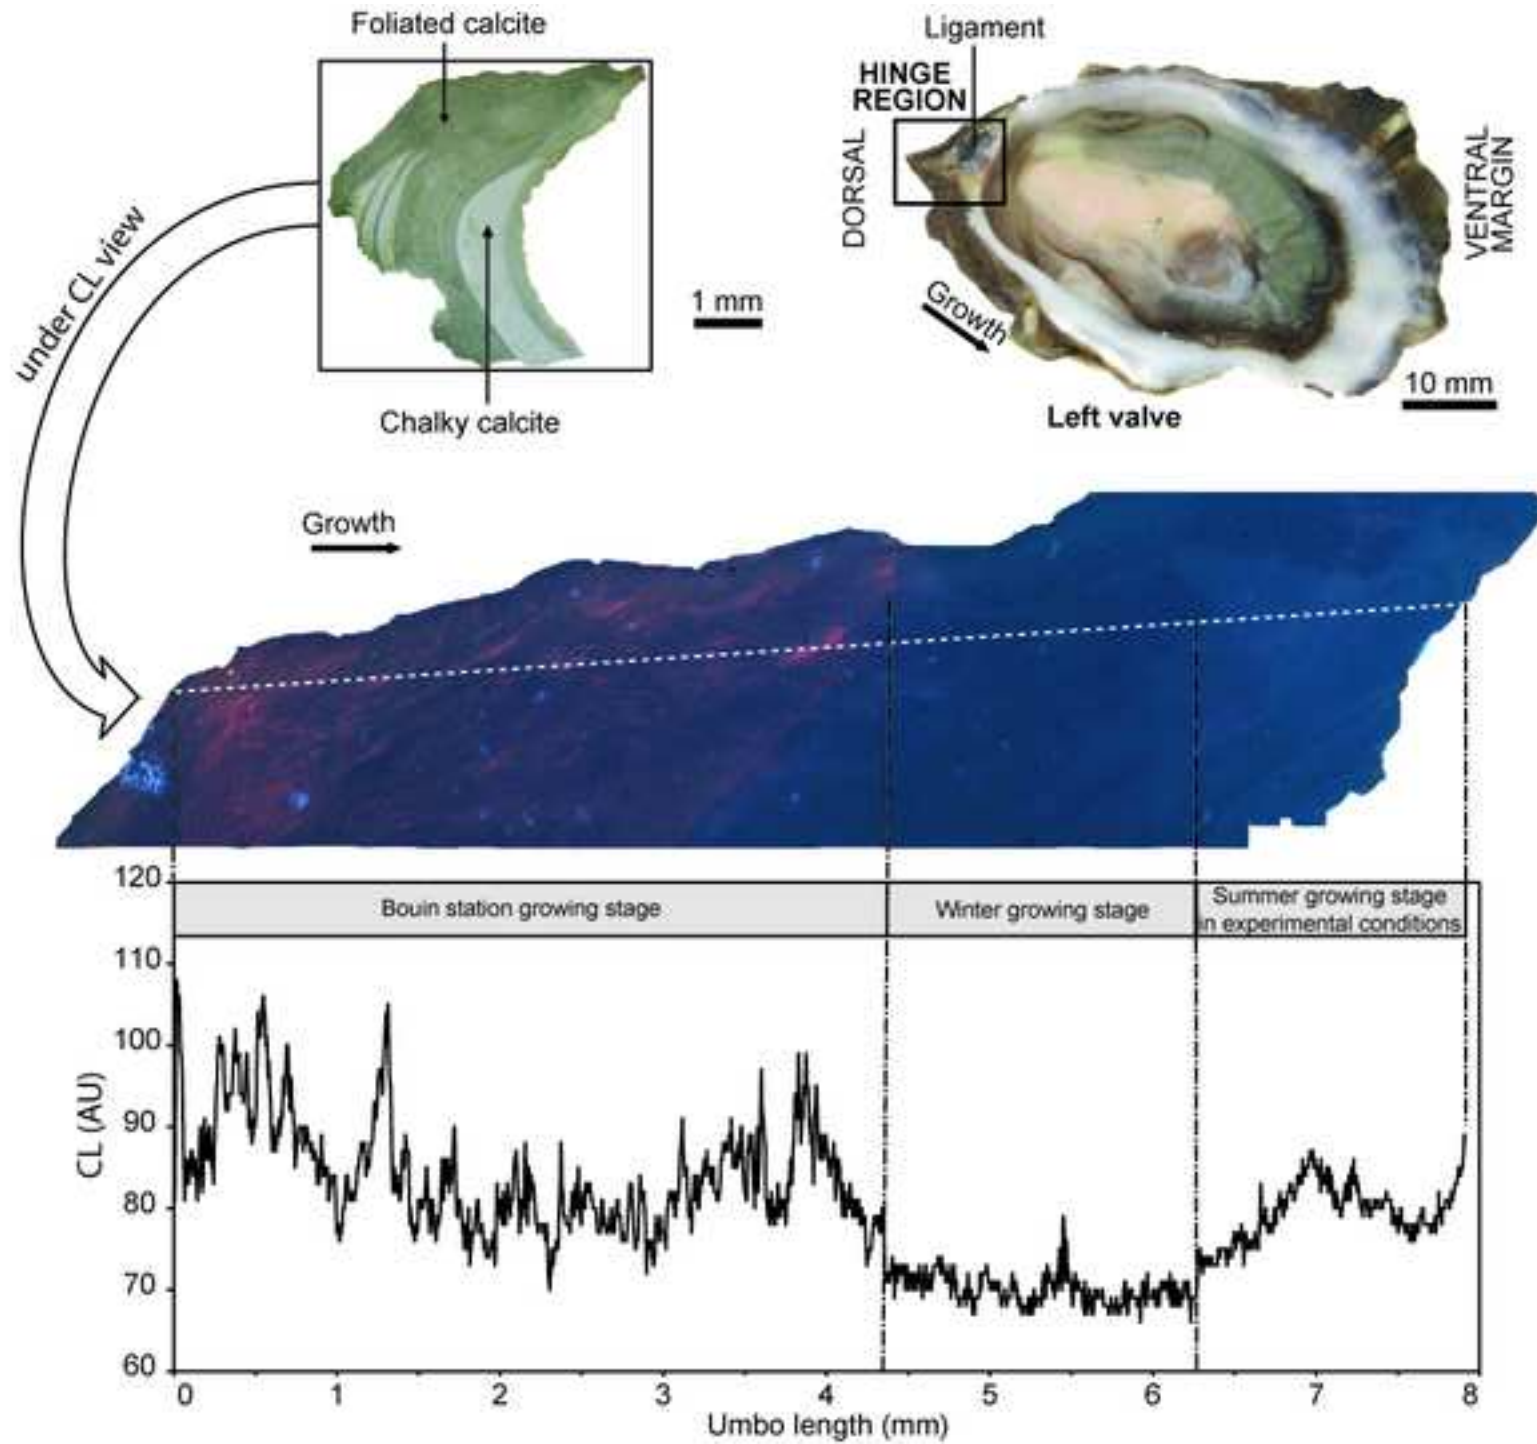 Foliated calcite
Ligament
HINGE
REGION
DORSAL
VENTRAL
MARGIN
under CL view
1 mm
Growth
10 mm
Chalky calcite
Left valve
Growth
120
Bouin station growing stage
Winter growing stage
Summer growing stage
in experimental conditions
110
100
90
80
70
60
CL (AU)
0 1 2 3 4 5 6 7 8
Umbo length (mm)